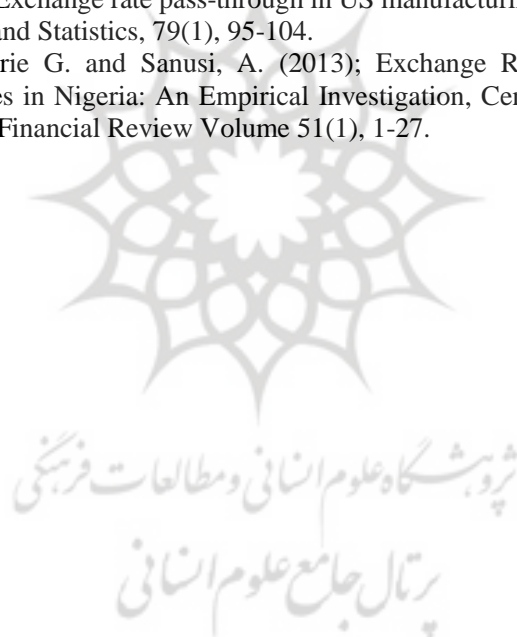 Exchange rate pass-through in US manufacturin
and Statistics, 79(1), 95-104.
rie G. and Sanusi, A. (2013); Exchange R
es in Nigeria: An Empirical Investigation, Cen
Financial Review Volume 51(1), 1-27.
پژوهشگاه علوم انسانی و مطالعات فرهنگی
پرتال جامع علوم انسانی